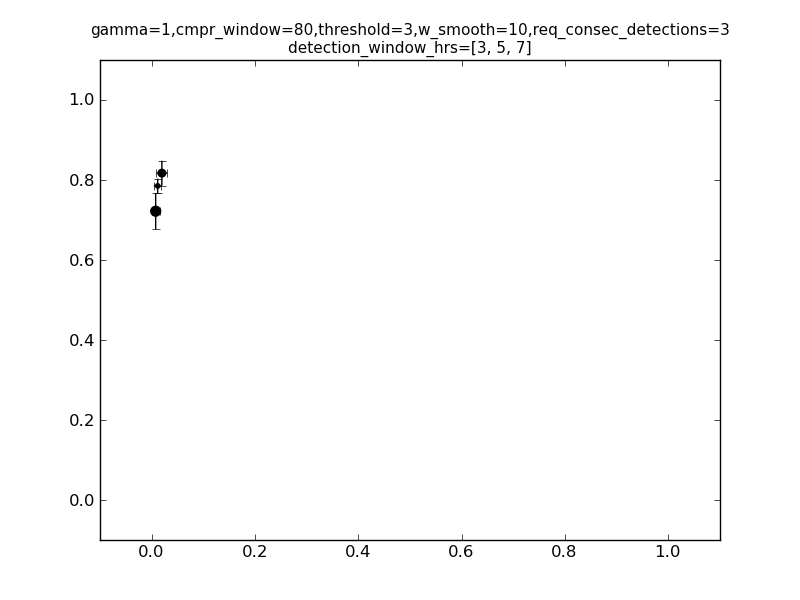 gamma=1,cmpr_window=80,threshold=3,w_smooth=10,req_consec_detections=3
detection_window_hrs=[3, 5, 7]
1.0
0.8
0.6
0.4
0.2
0.0
0.0 0.2 0.4 0.6 0.8 1.0